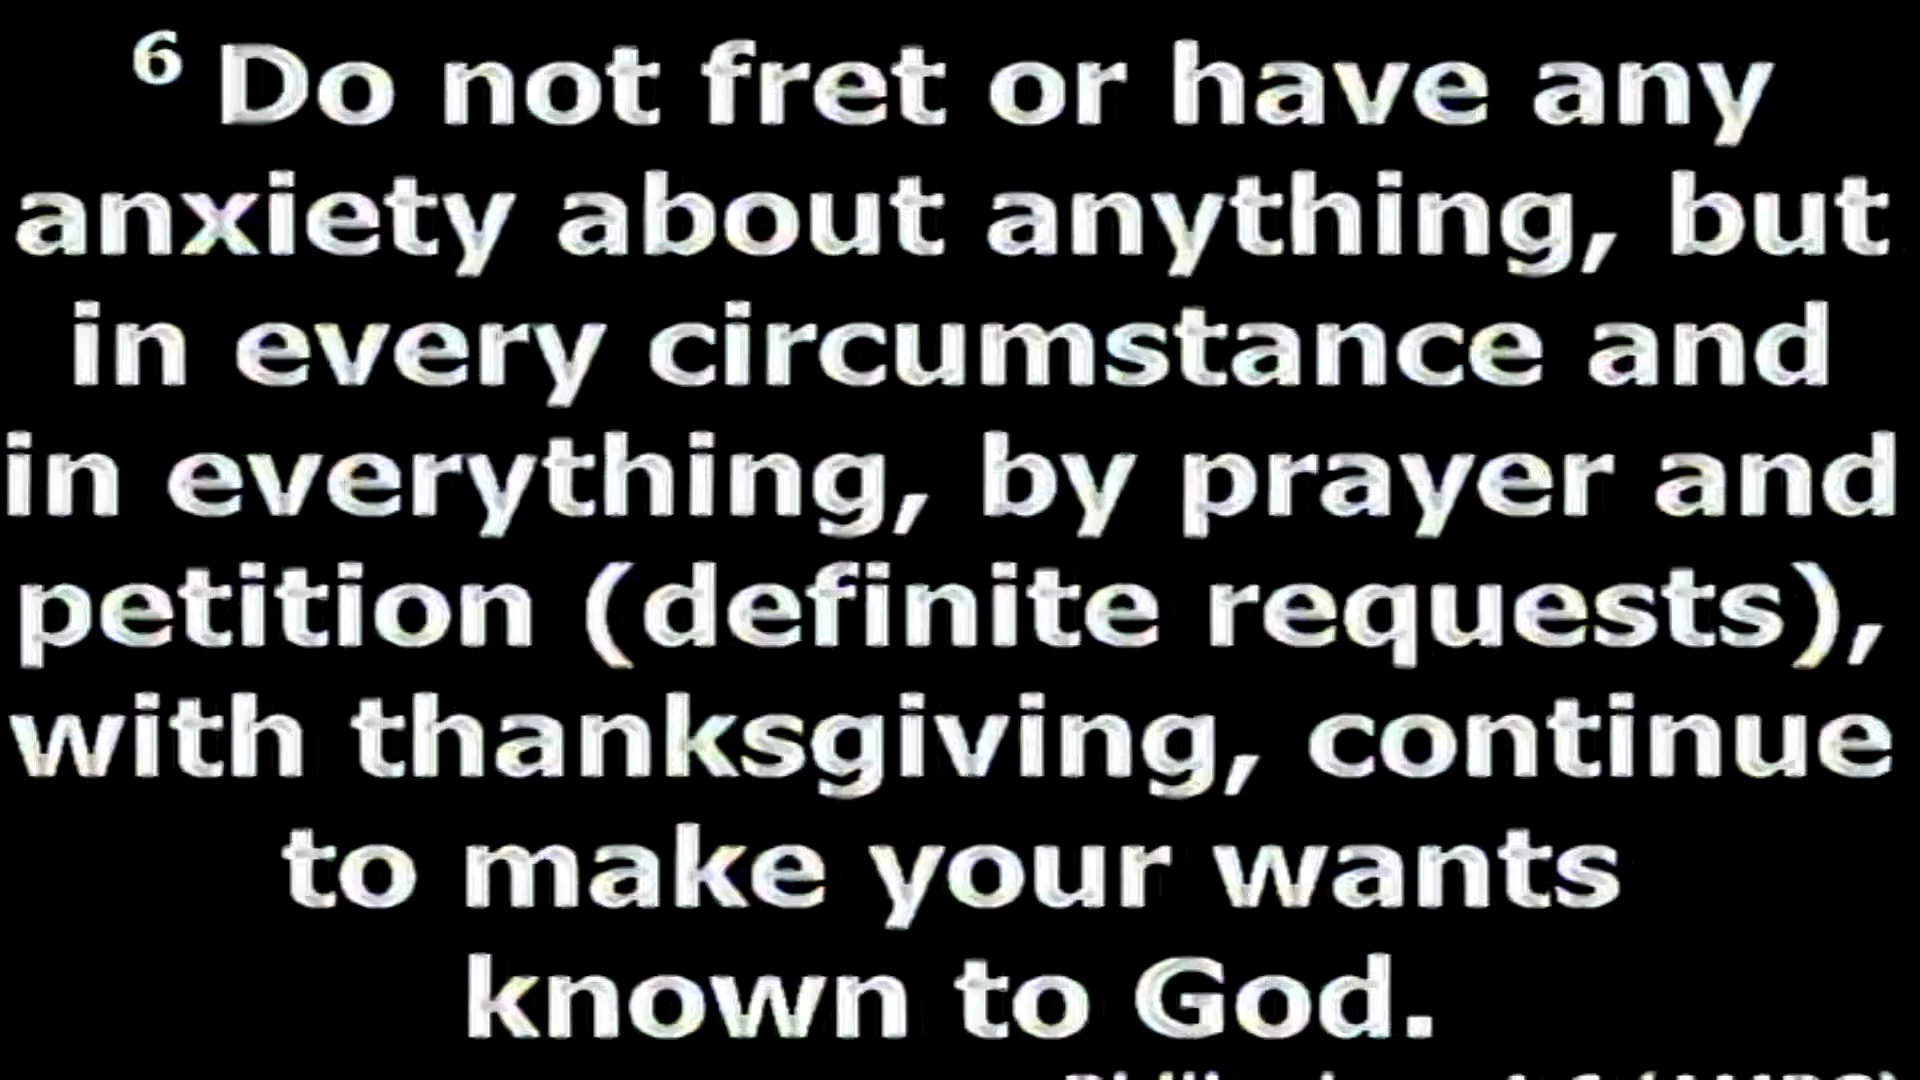 6 Do not fret or have any
anxiety about anything, but
in every circumstance and
in everything, by prayer and
petition (definite requests),
with thanksgiving, continue
to make your wants
known to God.